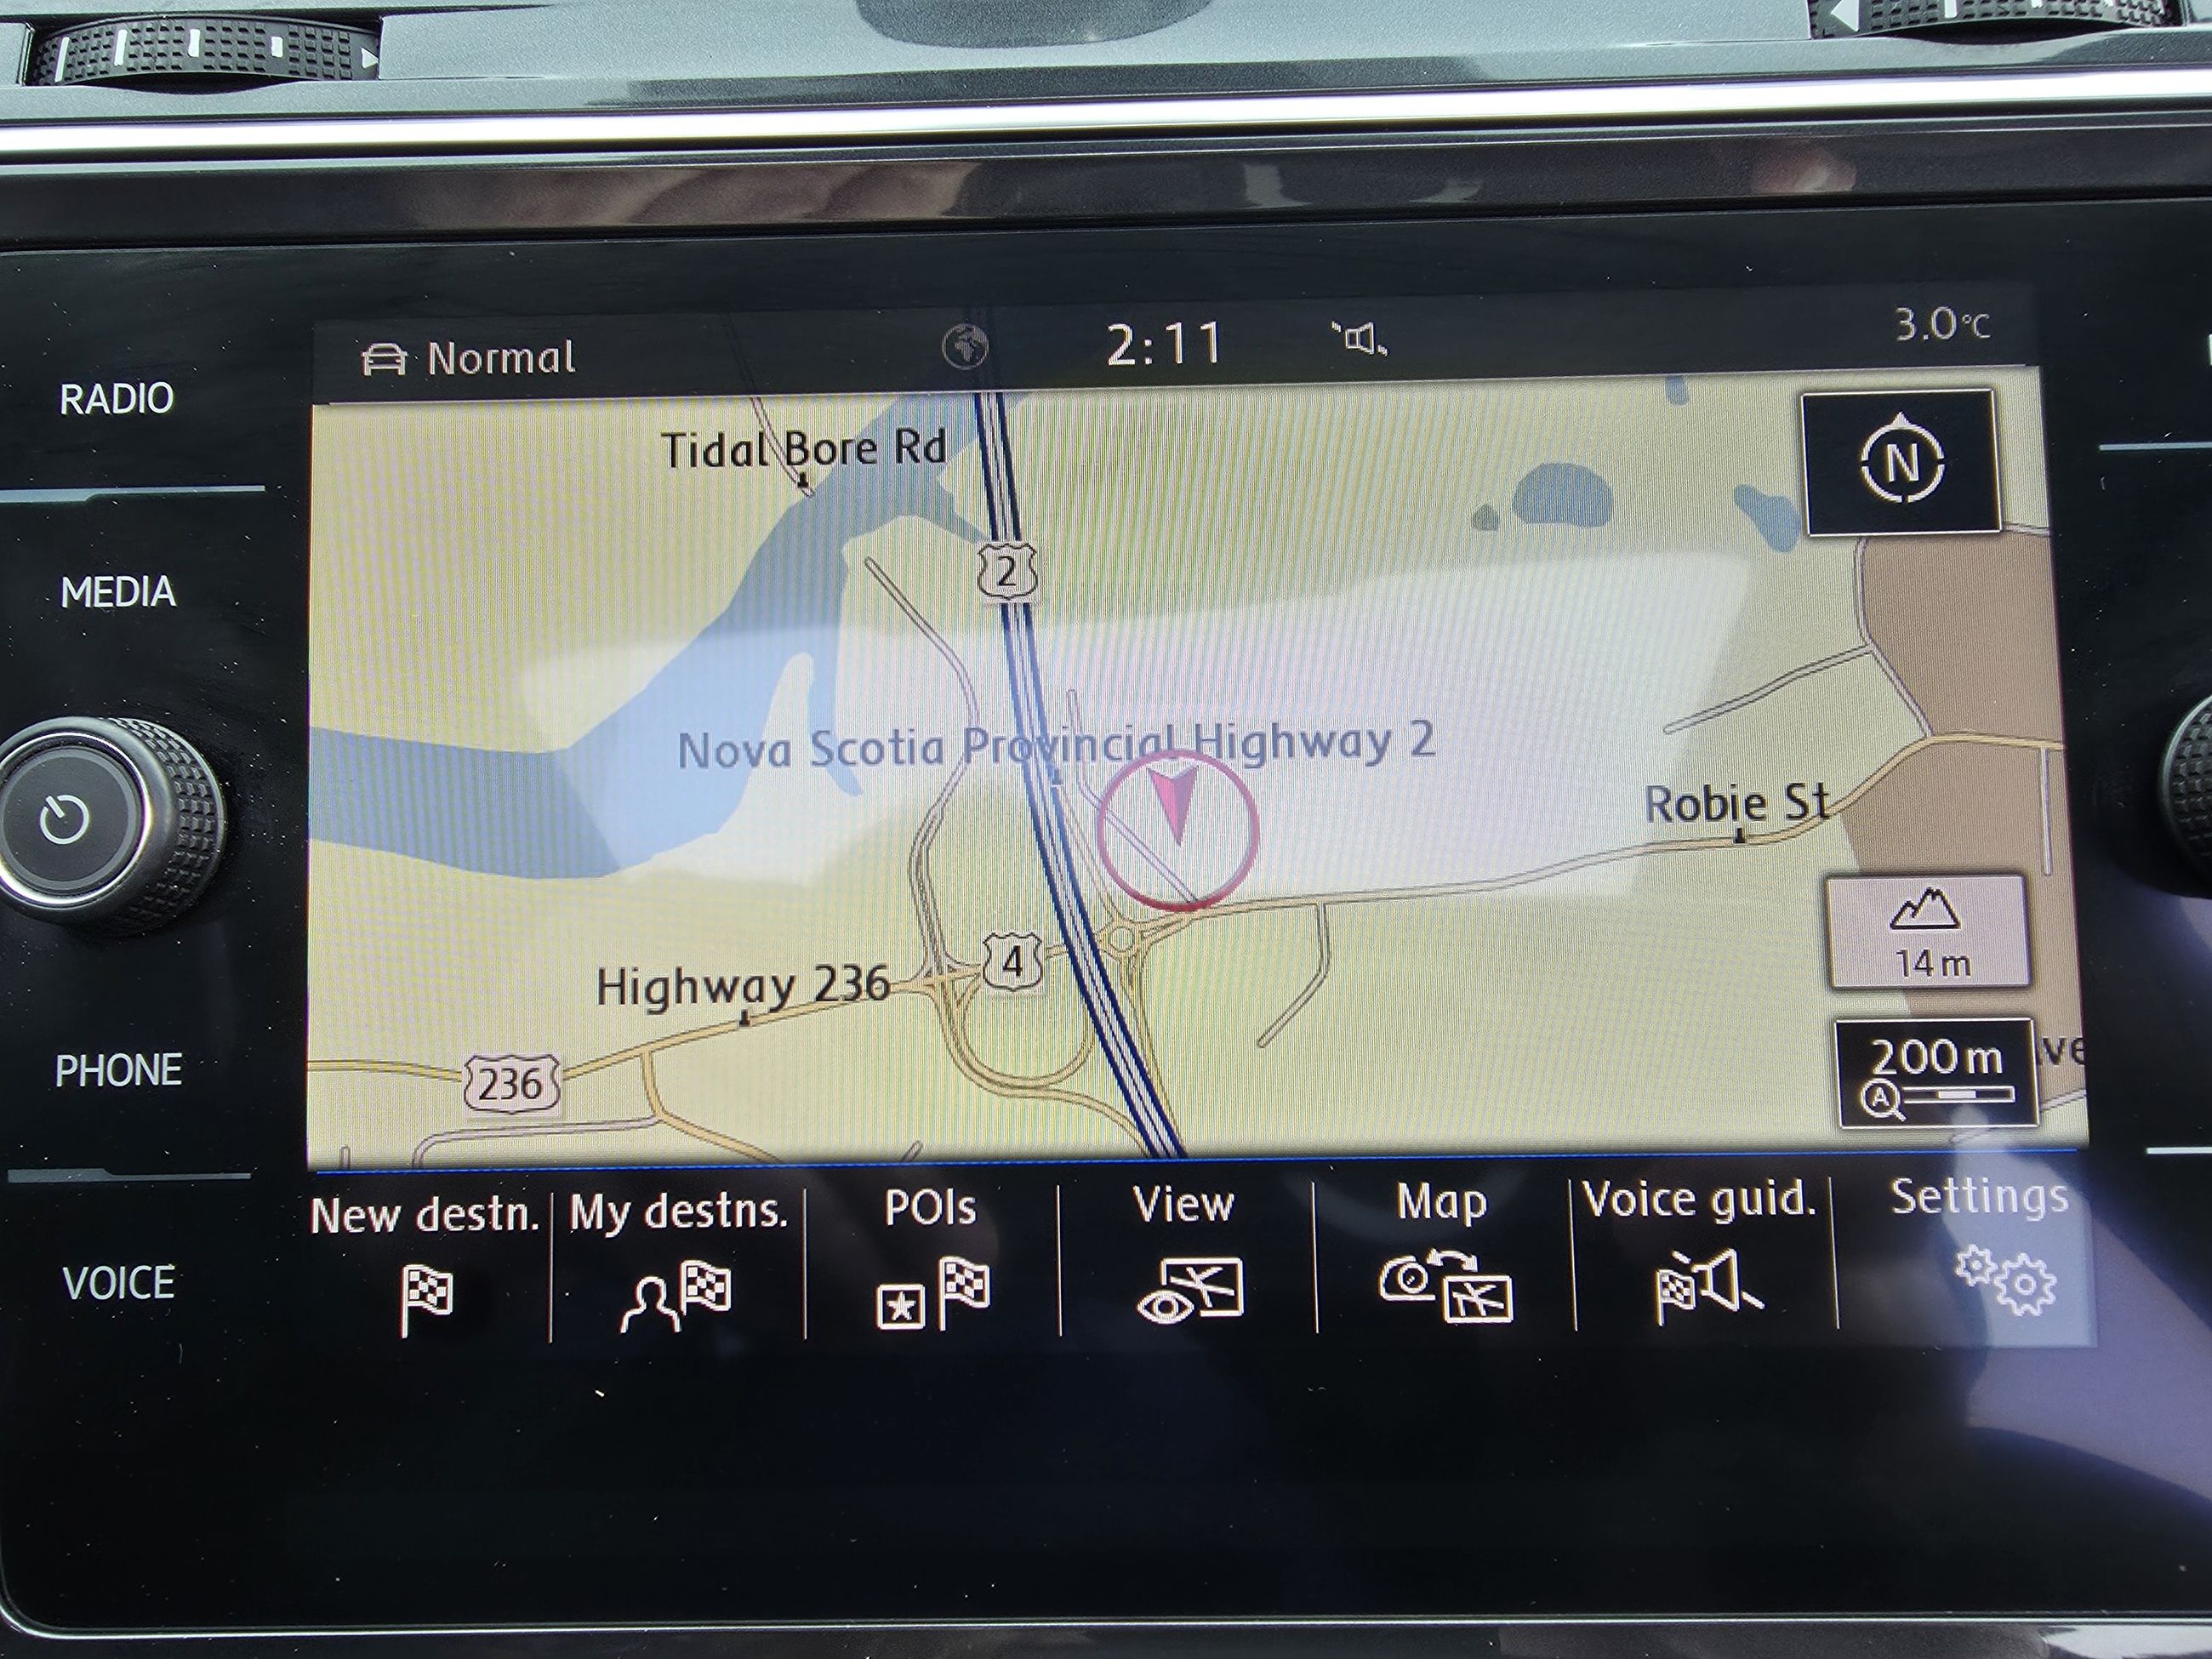 Normal
2:11
3.0°C
RADIO
MEDIA
PHONE
VOICE
Tidal Bore Rd
N
2
Nova Scotia Provincial Highway 2
Robie St
4
Highway 236
236
14 m
200 m
A
New destn.
My destns.
POIs
View
Map
Voice guid.
Settings